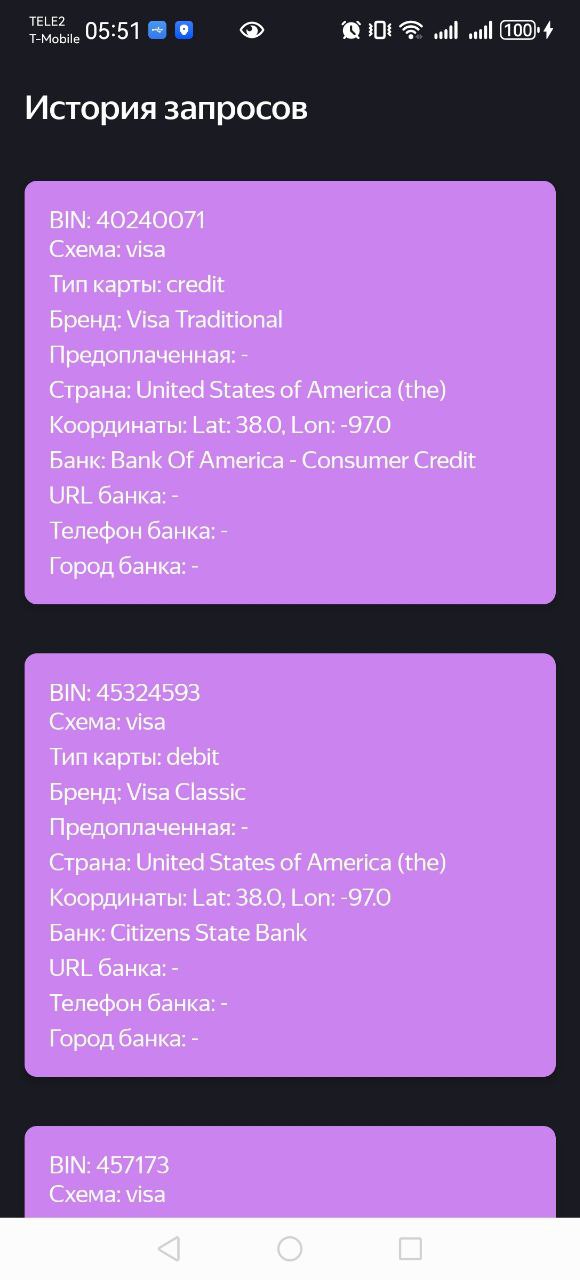 TELE2
T-Mobile
05:51
100
История запросов
BIN: 40240071
Схема: visa
Тип карты: credit
Бренд: Visa Traditional
Предоплаченная: -
Страна: United States of America (the)
Координаты: Lat: 38.0, Lon: -97.0
Банк: Bank Of America - Consumer Credit
URL банка: -
Телефон банка: -
Город банка: -
BIN: 45324593
Схема: visa
Тип карты: debit
Бренд: Visa Classic
Предоплаченная: -
Страна: United States of America (the)
Координаты: Lat: 38.0, Lon: -97.0
Банк: Citizens State Bank
URL банка: -
Телефон банка: -
Город банка: -
BIN: 457173
Схема: visa